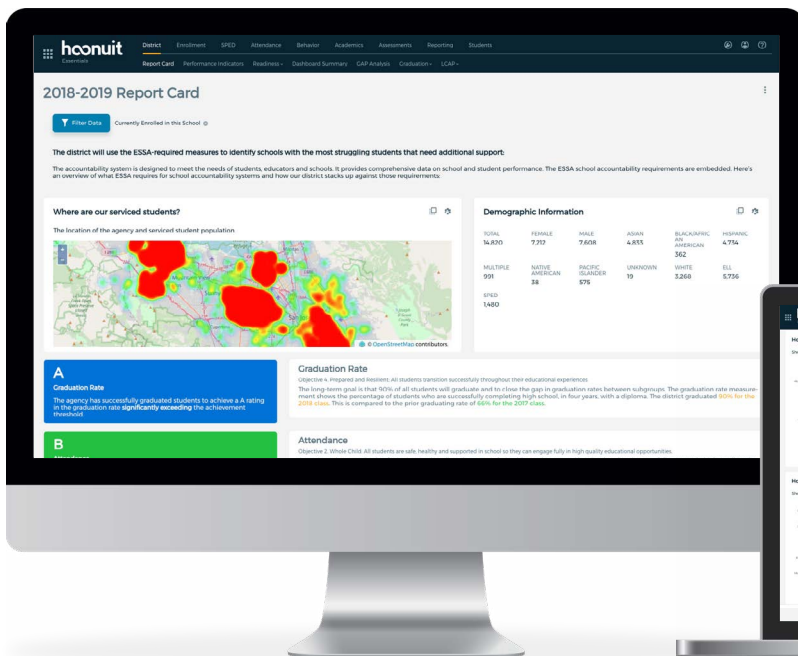 hoonuit
Essentials
District Enrollment SPED Attendance Behavior Academics Assessments Reporting Students
Report Card Performance Indicators Readiness Dashboard Summary GAP Analysis Graduation LCAP
2018-2019 Report Card
Filter Data
Currently Enrolled in this School
The district will use the ESSA-required measures to identify schools with the most struggling students that need additional support:
The accountability system is designed to meet the needs of students, educators and schools. It provides comprehensive data on school and student performance. The ESSA school accountability requirements are embedded. Here's
an overview of what ESSA requires for school accountability systems and how our district stacks up against those requirements:
Where are our serviced students?
The location of the agency and serviced student population
© OpenStreetMap contributors.
Demographic Information
TOTAL FEMALE MALE ASIAN BLACK/AFRIC HISPANIC
14,820 7,212 7,608 4,833 AN 4,734
AMERICAN
362
MULTIPLE NATIVE PACIFIC UNKNOWN WHITE ELL
991 AMERICAN ISLANDER 19 3,268 5,736
38 575
SPED
1,480
A
Graduation Rate
The agency has successfully graduated students to achieve a A rating
in the graduation rate significantly exceeding the achievement
threshold
Graduation Rate
Objective 4. Prepared and Resilient. All students transition successfully throughout their educational experiences
The long-term goal is that 90% of all students will graduate and to close the gap in graduation rates between subgroups. The graduation rate measure-
ment shows the percentage of students who are successfully completing high school, in four years, with a diploma. The district graduated 90% for the
2018 class. This is compared to the prior graduating rate of 66% for the 2017 class.
B
Attendance
Objective 2. Whole Child. All students are safe, healthy and supported in school so they can engage fully in high quality educational opportunities.